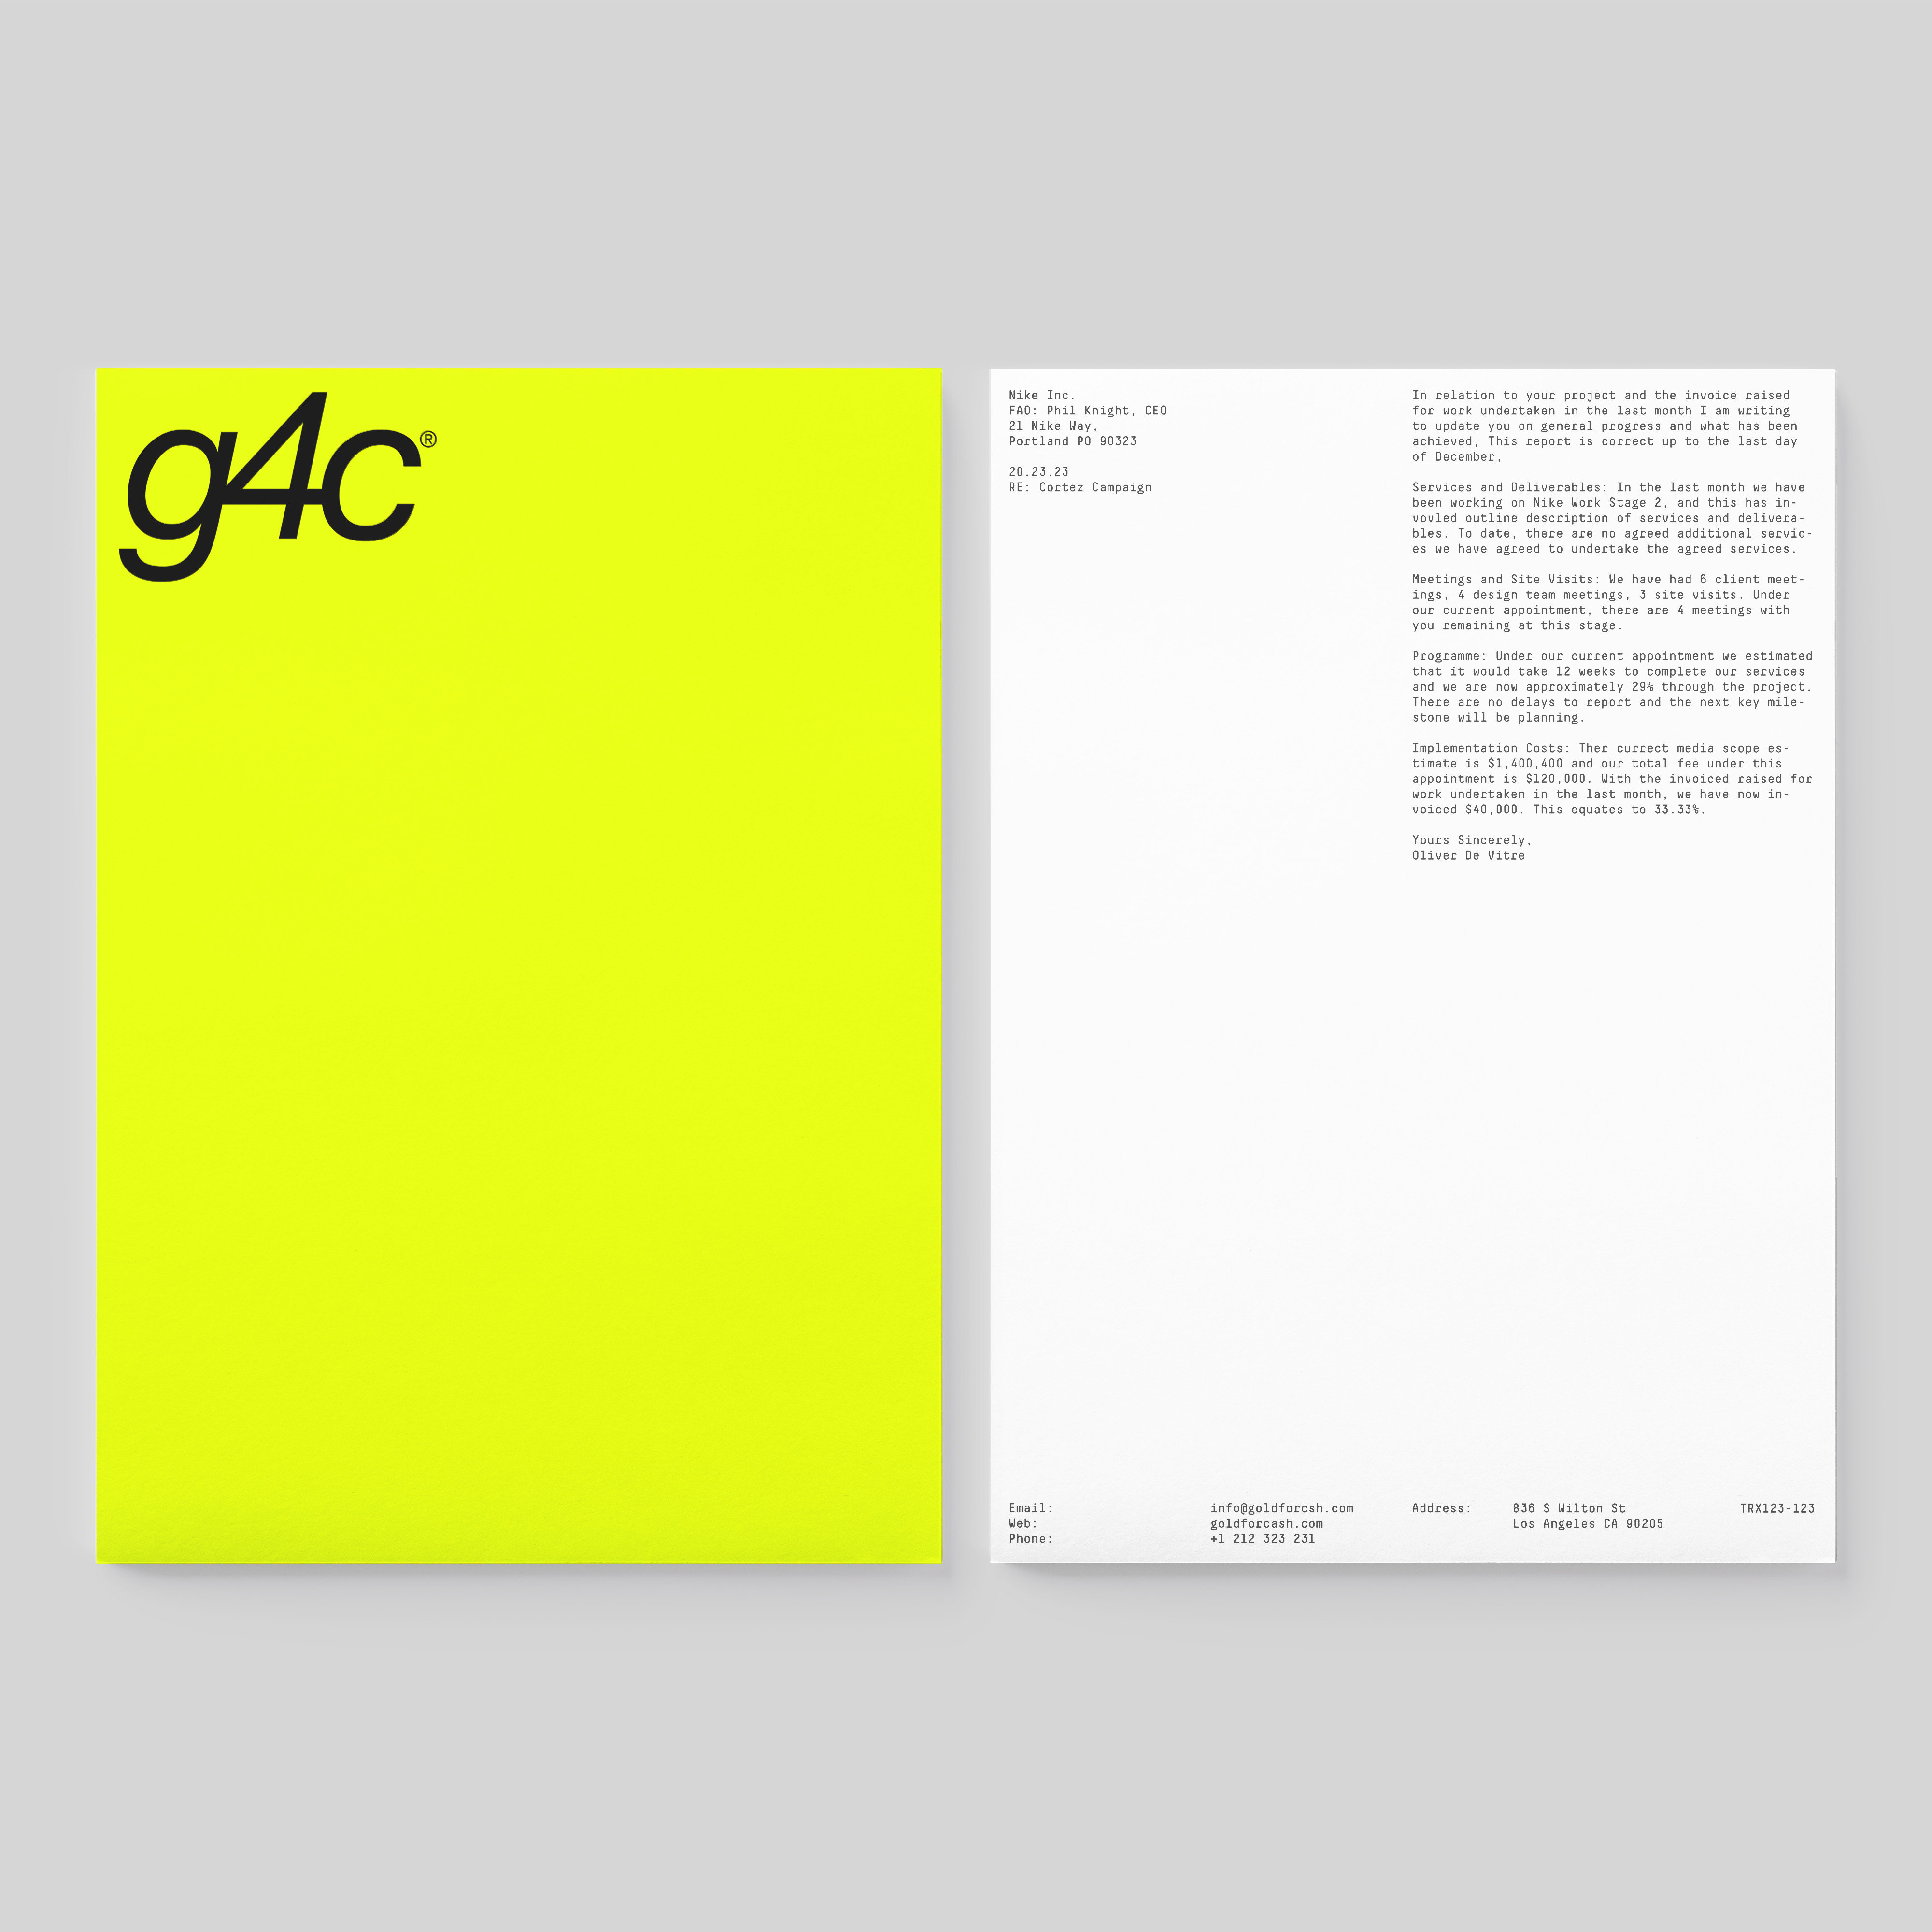 g4c®
Nike Inc.
FAO: Phil Knight, CEO
21 Nike Way,
Portland PO 90323
20.23.23
RE: Cortez Campaign
In relation to your project and the invoice raised
for work undertaken in the last month I am writing
to update you on general progress and what has been
achieved, This report is correct up to the last day
of December,
Services and Deliverables: In the last month we have
been working on Nike Work Stage 2, and this has in-
vovled outline description of services and delivera-
bles. To date, there are no agreed additional servic-
es we have agreed to undertake the agreed services.
Meetings and Site Visits: We have had 6 client meet-
ings, 4 design team meetings, 3 site visits. Under
our current appointment, there are 4 meetings with
you remaining at this stage.
Programme: Under our current appointment we estimated
that it would take 12 weeks to complete our services
and we are now approximately 29% through the project.
There are no delays to report and the next key mile-
stone will be planning.
Implementation Costs: Ther currect media scope es-
timate is $1,400,400 and our total fee under this
appointment is $120,000. With the invoiced raised for
work undertaken in the last month, we have now in-
voiced $40,000. This equates to 33.33%.
Yours Sincerely,
Oliver De Vitre
Email: info@goldforcsh.com
Web: goldforcash.com
Phone: +1 212 323 231
Address: 836 S Wilton St
Los Angeles CA 90205
TRX123-123